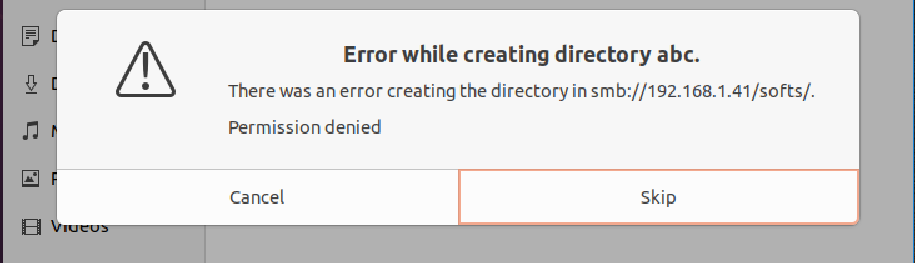 Error while creating directory abc.
There was an error creating the directory in smb://192.168.1.41/softs/.
Permission denied
Cancel
Skip
Videos